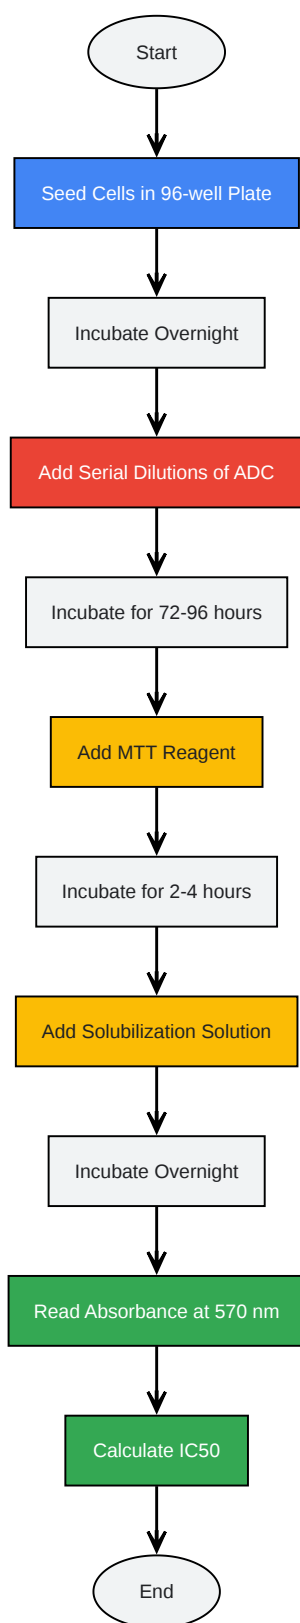 Start
Seed Cells in 96-well Plate
Incubate Overnight
Add Serial Dilutions of ADC
Incubate for 72-96 hours
Add MTT Reagent
Incubate for 2-4 hours
Add Solubilization Solution
Incubate Overnight
Read Absorbance at 570 nm
Calculate IC50
End